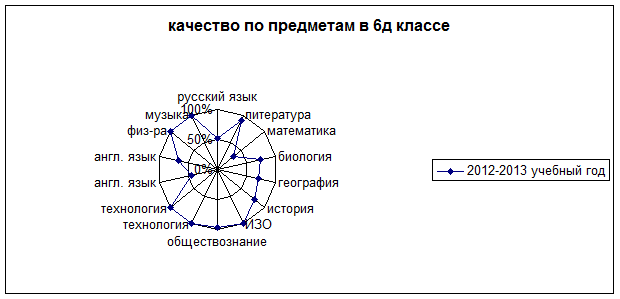 качество по предметам в 6д классе
русский язык
100%
музыка
литература
физ-ра
математика
50%
англ. язык
биология
0%
англ. язык
география
технология
история
технология
ИЗО
обществознание
2012-2013 учебный год